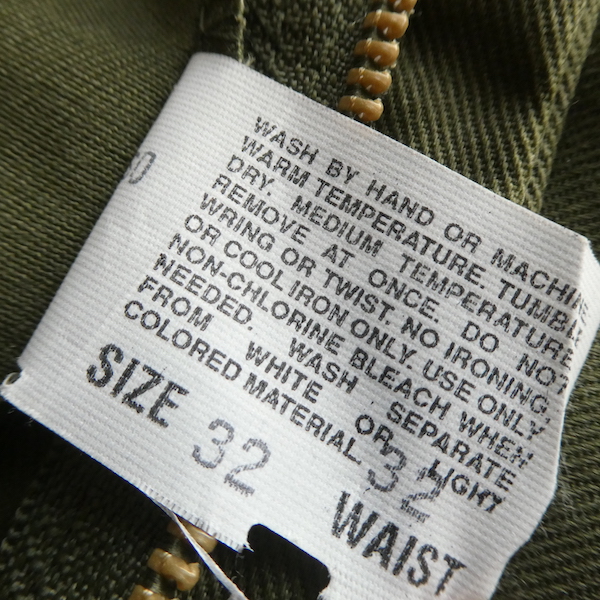 WASH BY HAND OR MACHINE
WARM TEMPERATURE. TUMBLE
DRY. MEDIUM TEMPERATURE.
REMOVE AT ONCE. DO NOT
WRING OR TWIST. NO IRONING
OR COOL IRON ONLY. USE ONLY
NON-CHLORINE BLEACH WHEN
NEEDED. WASH SEPARATE
FROM WHITE OR LIGHT
COLORED MATERIAL.
SIZE 32 32
WAIST